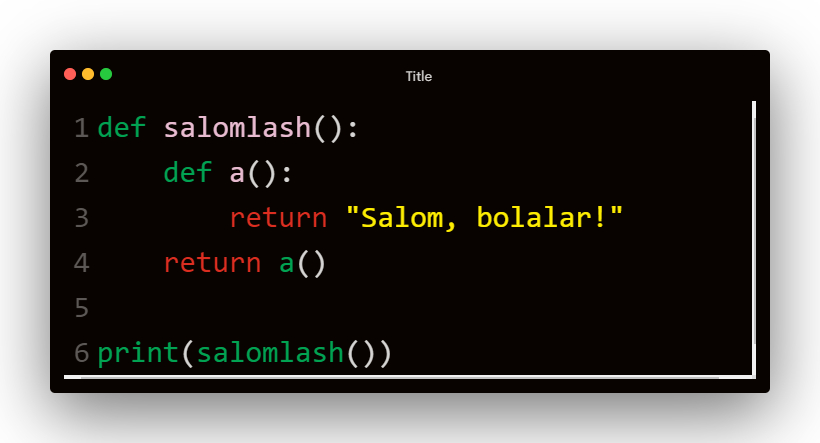 Title
1 def salomlash():
2     def a():
3         return "Salom, bolalar!"
4     return a()
5
6 print(salomlash())